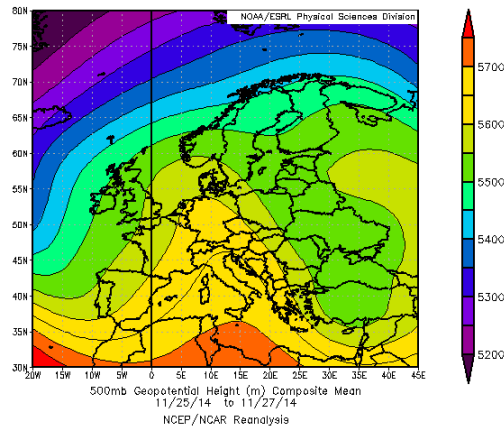 NOAA/ESRL Physical Sciences Division
80N
75N
70N
65N
60N
55N
50N
45N
40N
35N
30N
20W 15W 10W 5W 0 5E 10E 15E 20E 25E 30E 35E 40E 45E
5700
5600
5500
5400
5300
5200
500mb Geopotential Height (m) Composite Mean
11/25/14 to 11/27/14
NCEP/NCAR Reanalysis